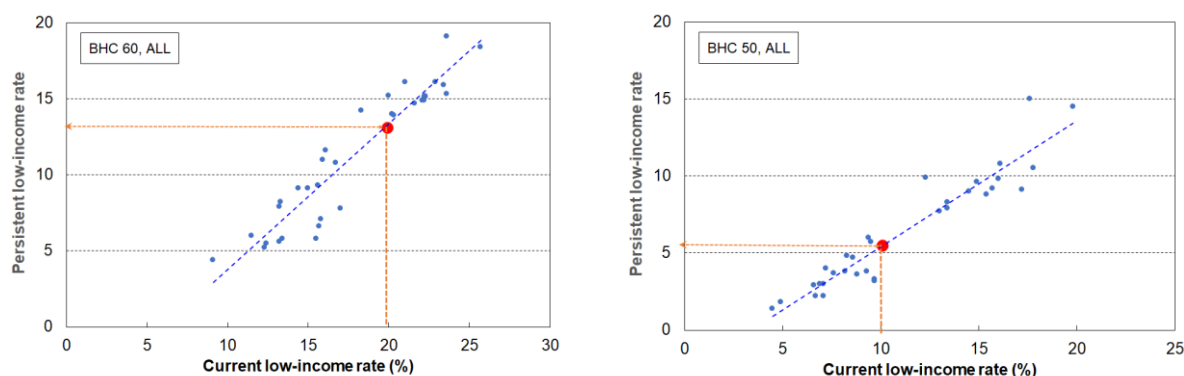 BHC 60, ALL
Persistent low-income rate
20
15
10
5
0
0 5 10 15 20 25 30
Current low-income rate (%)
BHC 50, ALL
Persistent low-income rate
20
15
10
5
0
0 5 10 15 20 25
Current low-income rate (%)